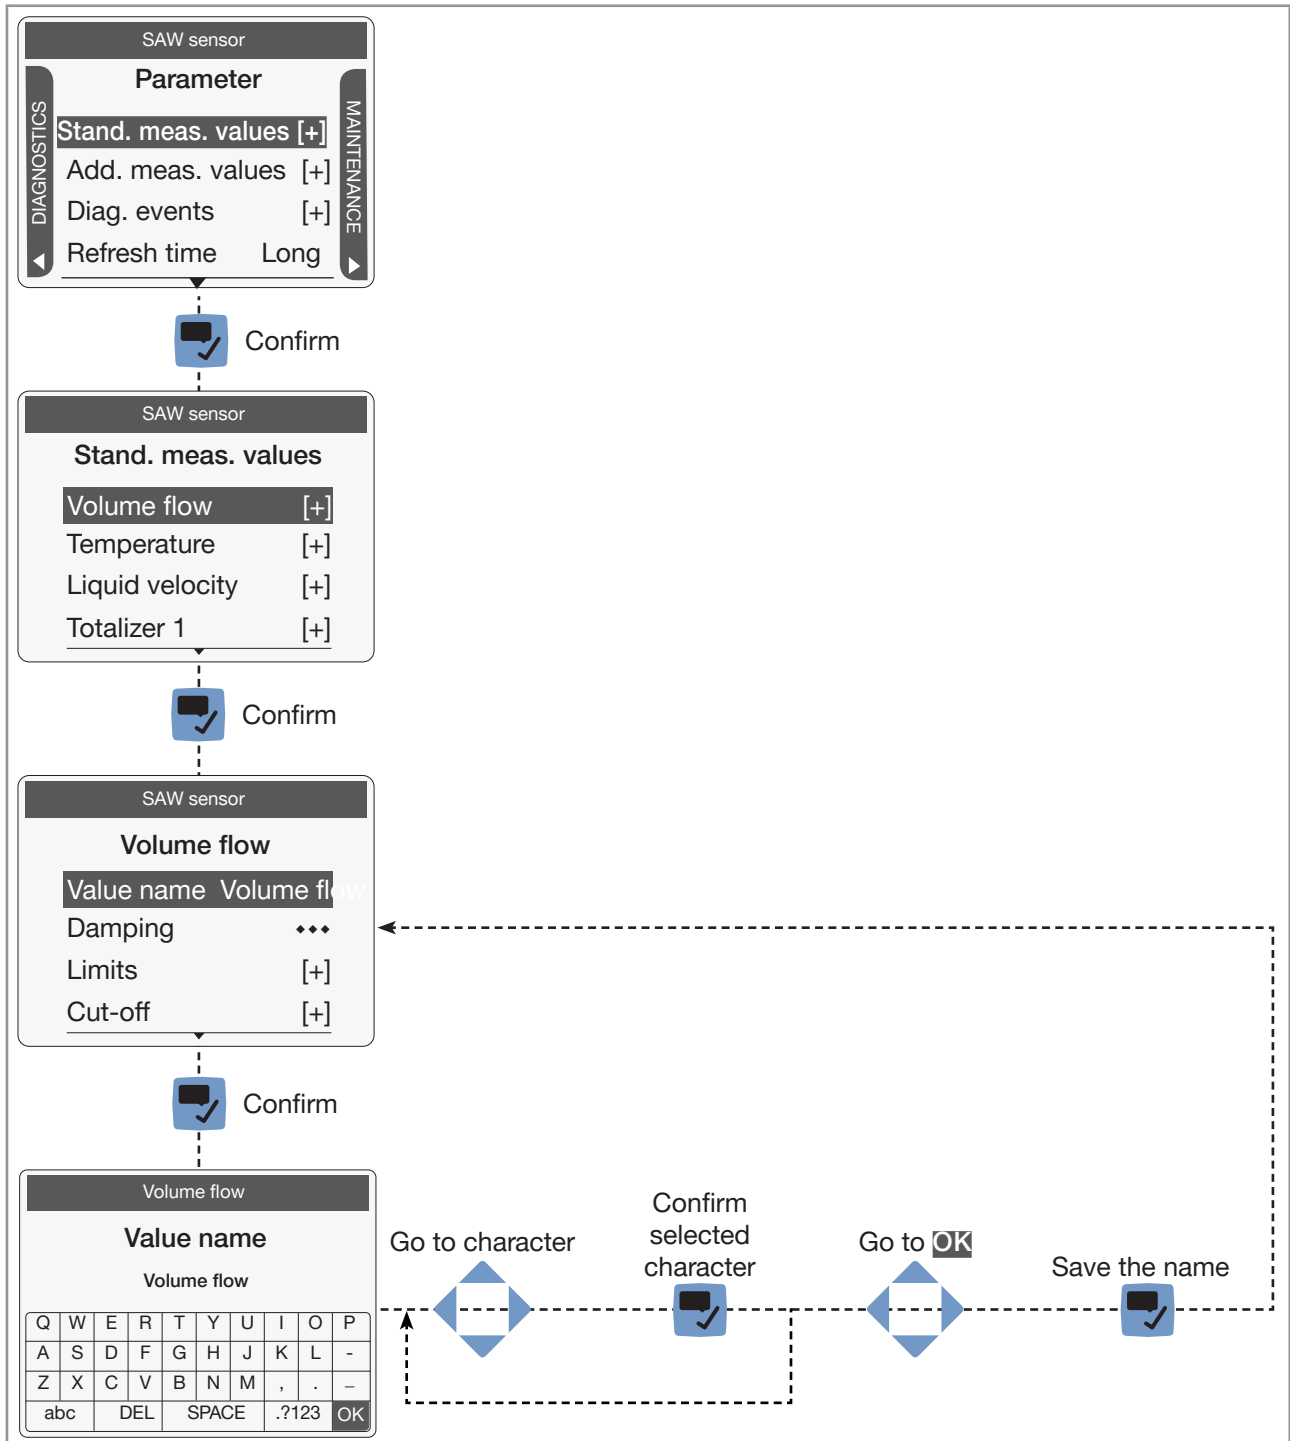 SAW sensor
Parameter
DIAGNOSTICS
MAINTENANCE
Stand. meas. values [+]
Add. meas. values [+]
Diag. events [+]
Refresh time Long
Confirm
SAW sensor
Stand. meas. values
Volume flow [+]
Temperature [+]
Liquid velocity [+]
Totalizer 1 [+]
Confirm
SAW sensor
Volume flow
Value name Volume flow
Damping
Limits [+]
Cut-off [+]
Confirm
Volume flow
Value name
Volume flow
Q W E R T Y U I O P
A S D F G H J K L -
Z X C V B N M , . _
abc DEL SPACE .?123 OK
Go to character
Confirm
selected
character
Go to OK
Save the name